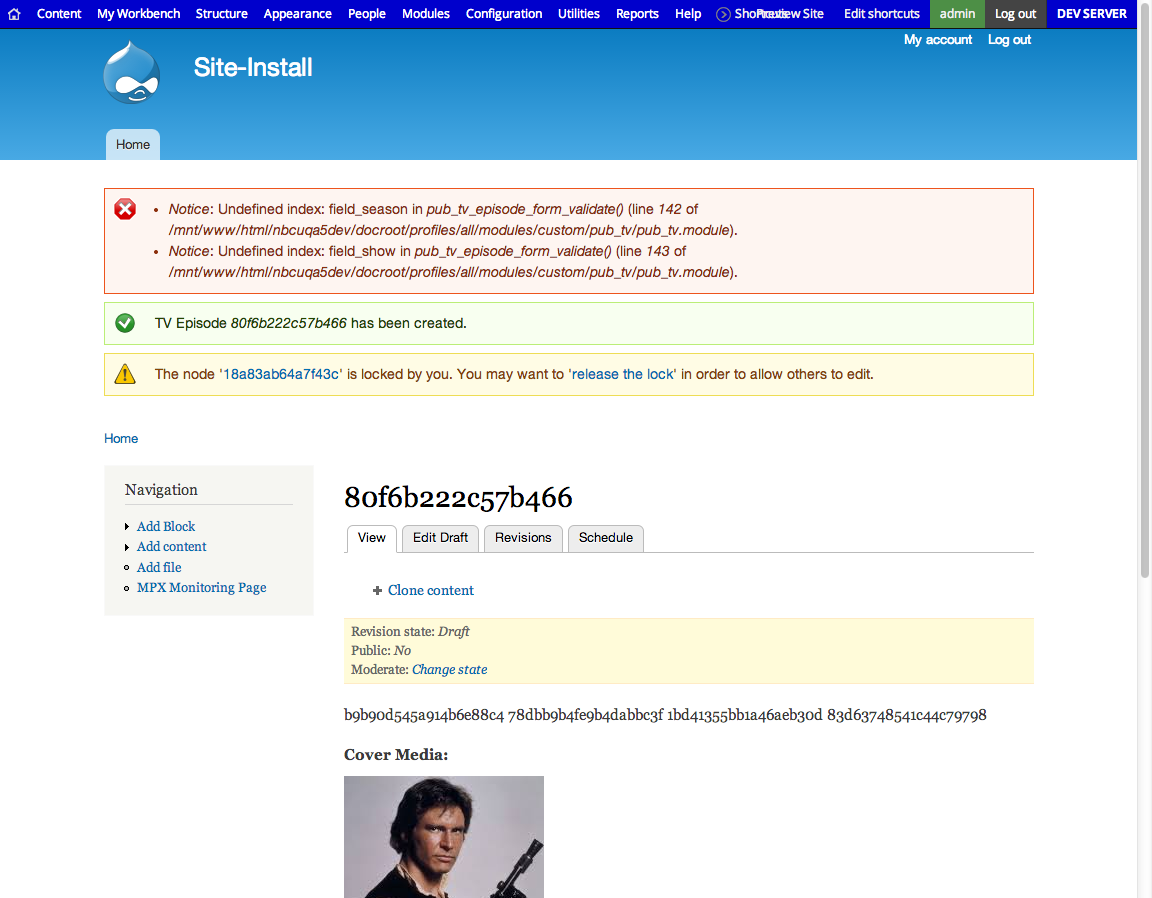 Content My Workbench Structure Appearance People Modules Configuration Utilities Reports Help Edit shortcuts admin Log out DEV SERVER
My account Log out
Site-Install
Home
Notice: Undefined index: field_season in pub_tv_episode_form_validate() (line 142 of
/mnt/www/html/nbcuqa5dev/docroot/profiles/all/modules/custom/pub_tv/pub_tv.module).
Notice: Undefined index: field_show in pub_tv_episode_form_validate() (line 143 of
/mnt/www/html/nbcuqa5dev/docroot/profiles/all/modules/custom/pub_tv/pub_tv.module).
TV Episode 80f6b222c57b466 has been created.
The node '18a83ab64a7f43c' is locked by you. You may want to 'release the lock' in order to allow others to edit.
Home
Navigation
Add Block
Add content
Add file
MPX Monitoring Page
80f6b222c57b466
View Edit Draft Revisions Schedule
Clone content
Revision state: Draft
Public: No
Moderate: Change state
b9b90d545a914b6e88c4 78dbb9b4fe9b4dabbc3f 1bd41355bb1a46aeb30d 83d63748541c44c79798
Cover Media: